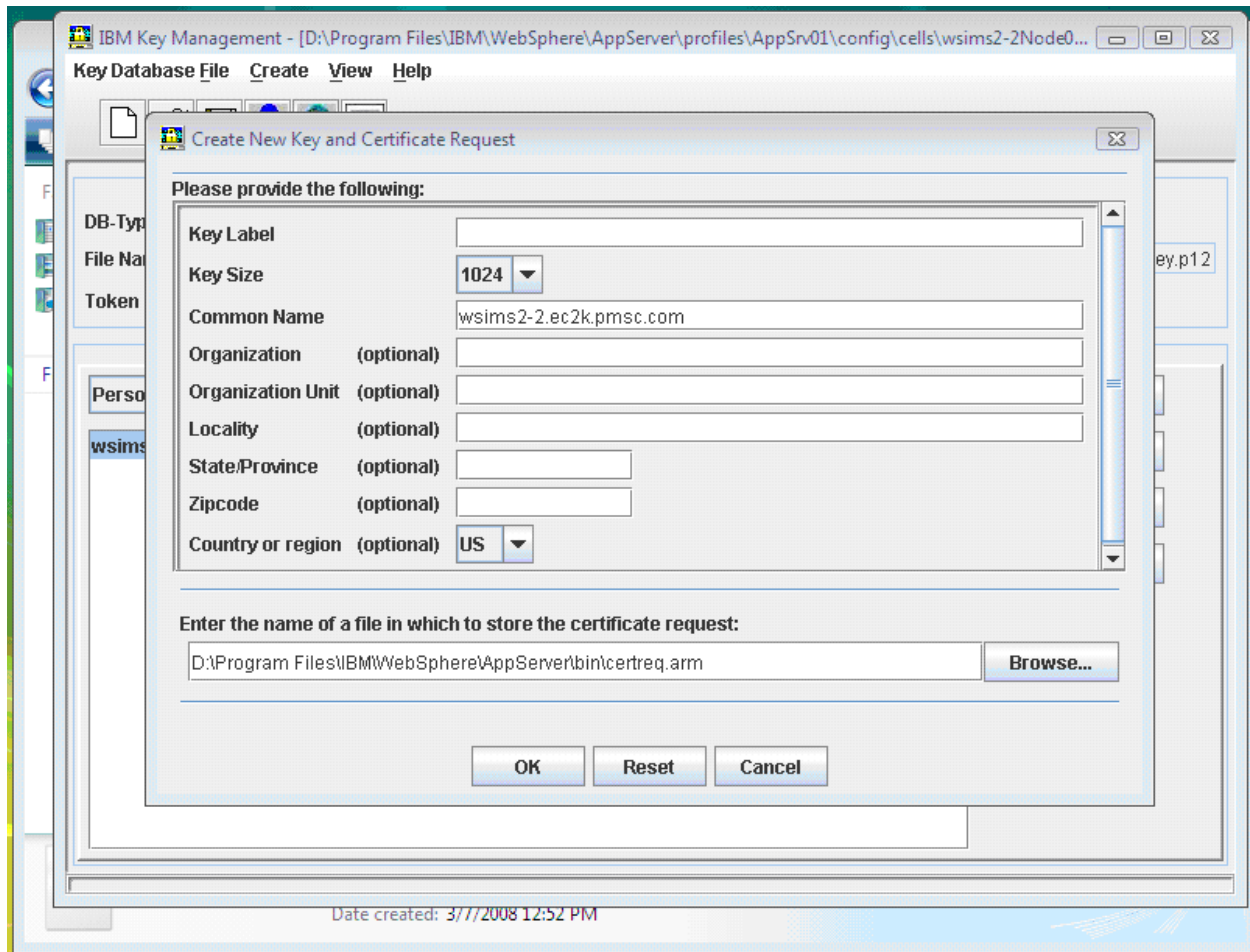 IBM Key Management - [D:\Program Files\IBM\WebSphere\AppServer\profiles\AppSrv01\config\cells\wsims2-2Node0...
Key Database File Create View Help
Create New Key and Certificate Request
Please provide the following:
DB-Typ
File Nar
ey.p12
Token
Key Label
Key Size 1024
Common Name wsims2-2.ec2k.pmsc.com
Organization (optional)
Organization Unit (optional)
Locality (optional)
State/Province (optional)
Zipcode (optional)
Country or region (optional) US
F
F
Perso
wsims
Enter the name of a file in which to store the certificate request:
D:\Program Files\IBM\WebSphere\AppServer\bin\certreq.arm Browse...
OK Reset Cancel
Date created: 3/7/2008 12:52 PM